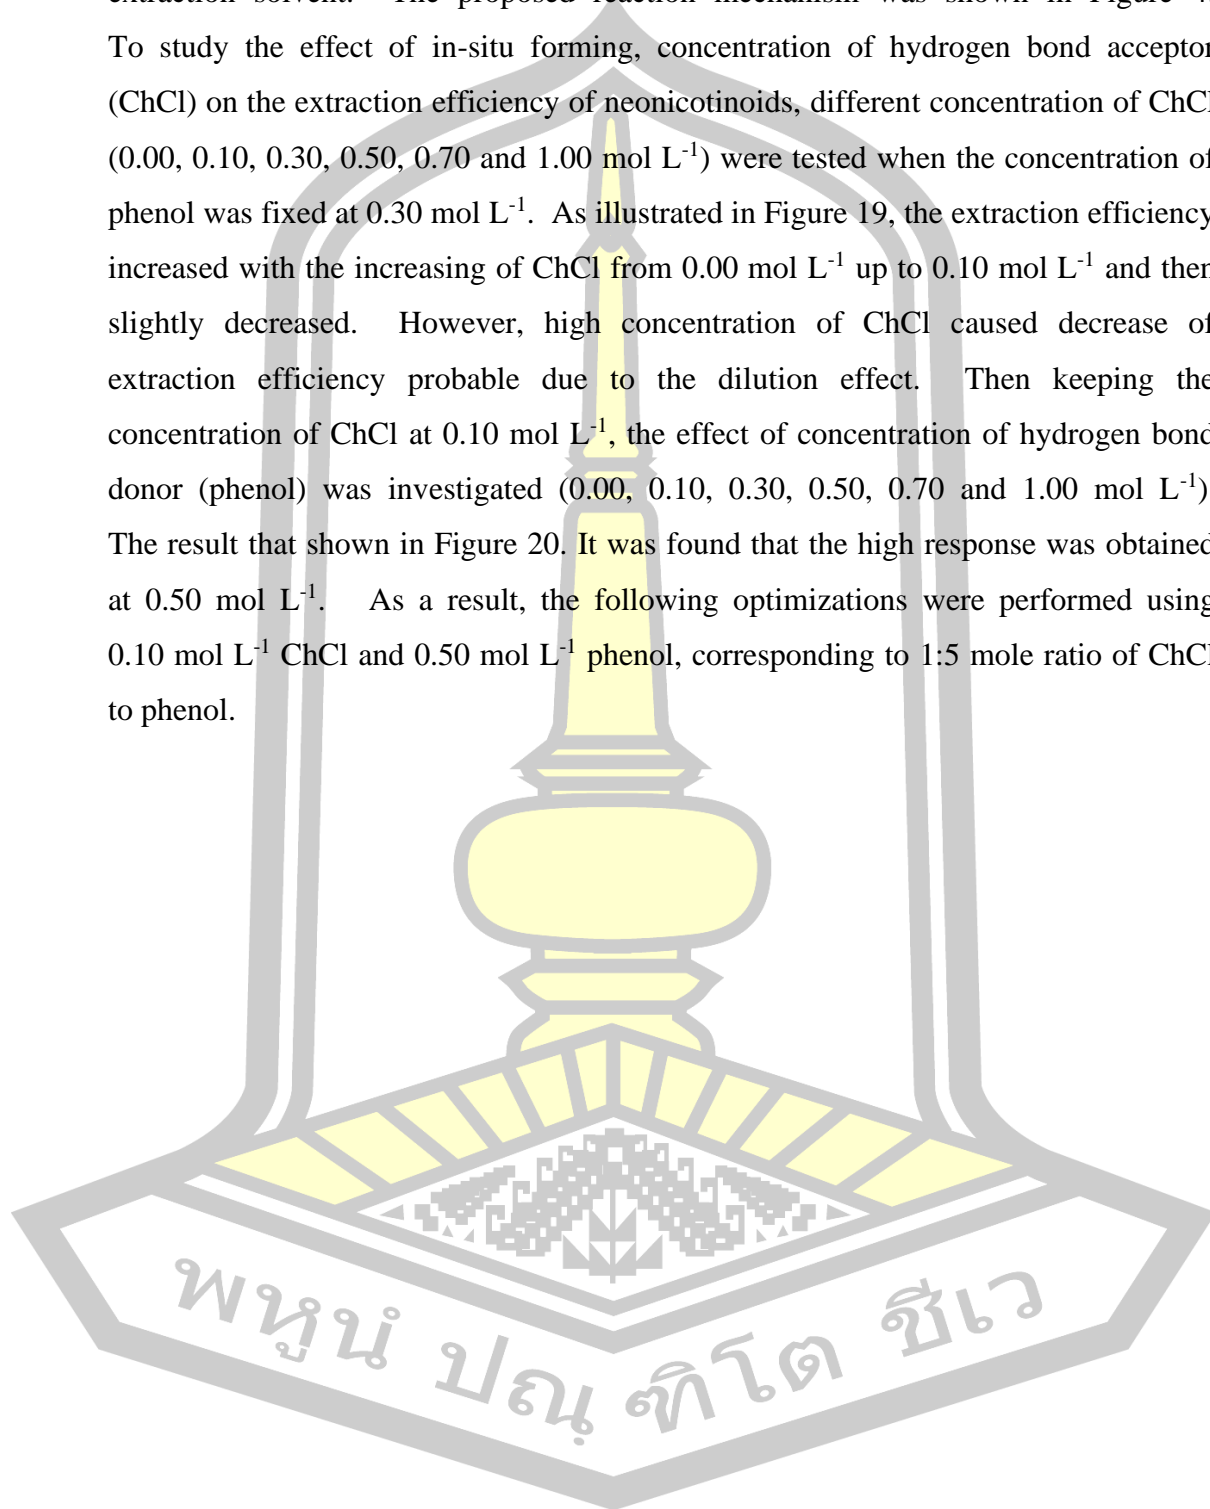 extraction solvent. The proposed reaction mechanism was shown in Figure
To study the effect of in-situ forming, concentration of hydrogen bond acceptor
(ChCl) on the extraction efficiency of neonicotinoids, different concentration of ChCl
(0.00, 0.10, 0.30, 0.50, 0.70 and 1.00 mol L⁻¹) were tested when the concentration of
phenol was fixed at 0.30 mol L⁻¹. As illustrated in Figure 19, the extraction efficiency
increased with the increasing of ChCl from 0.00 mol L⁻¹ up to 0.10 mol L⁻¹ and then
slightly decreased. However, high concentration of ChCl caused decrease of
extraction efficiency probable due to the dilution effect. Then keeping the
concentration of ChCl at 0.10 mol L⁻¹, the effect of concentration of hydrogen bond
donor (phenol) was investigated (0.00, 0.10, 0.30, 0.50, 0.70 and 1.00 mol L⁻¹)
The result that shown in Figure 20. It was found that the high response was obtained
at 0.50 mol L⁻¹. As a result, the following optimizations were performed using
0.10 mol L⁻¹ ChCl and 0.50 mol L⁻¹ phenol, corresponding to 1:5 mole ratio of ChCl
to phenol.
พหูนํ ปณฺฑิโต ชีเว